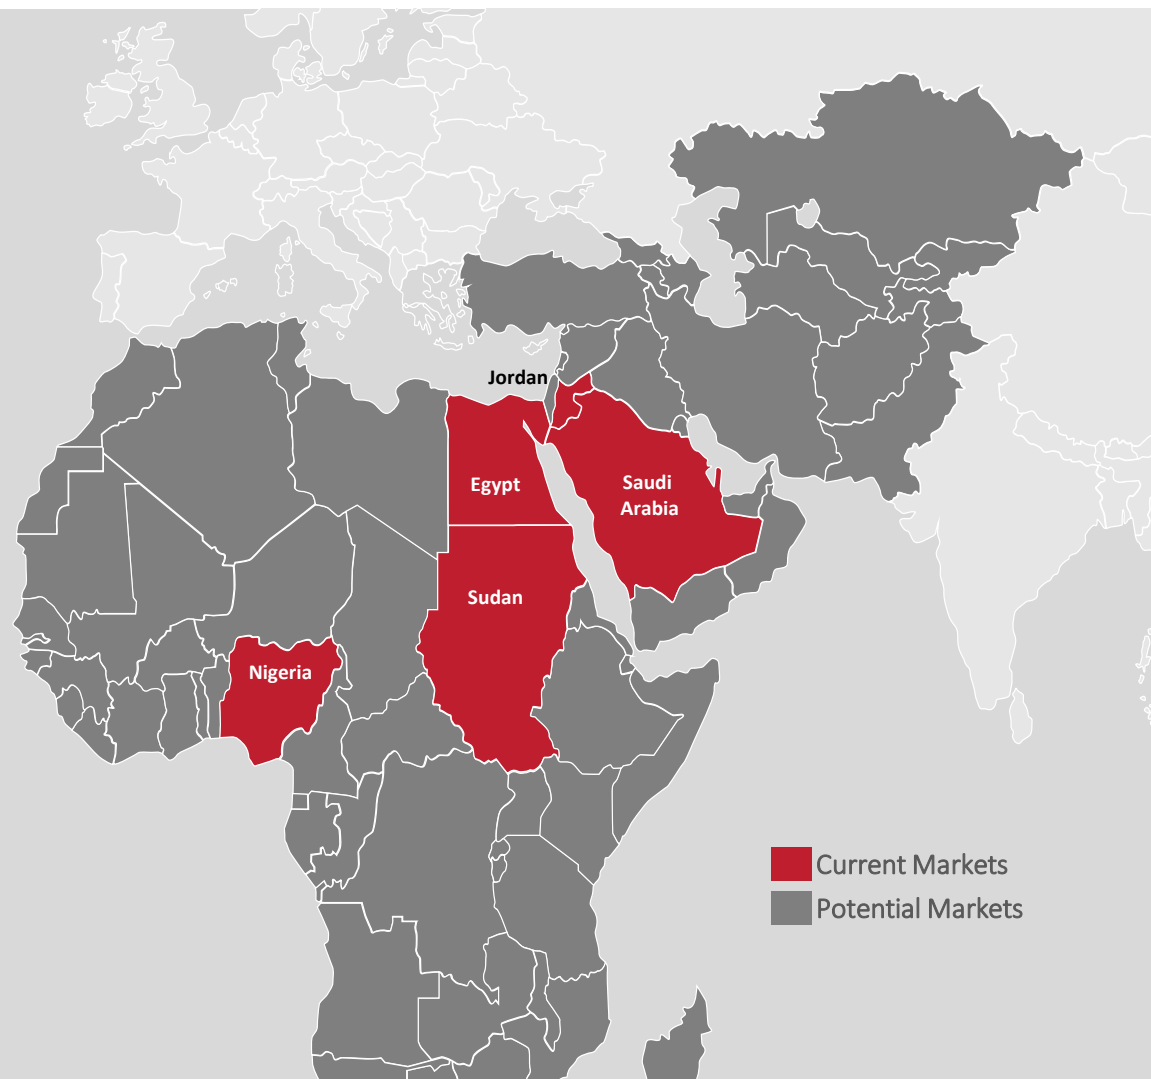 Jordan
Egypt
Saudi
Arabia
Sudan
Nigeria
Current Markets
Potential Markets